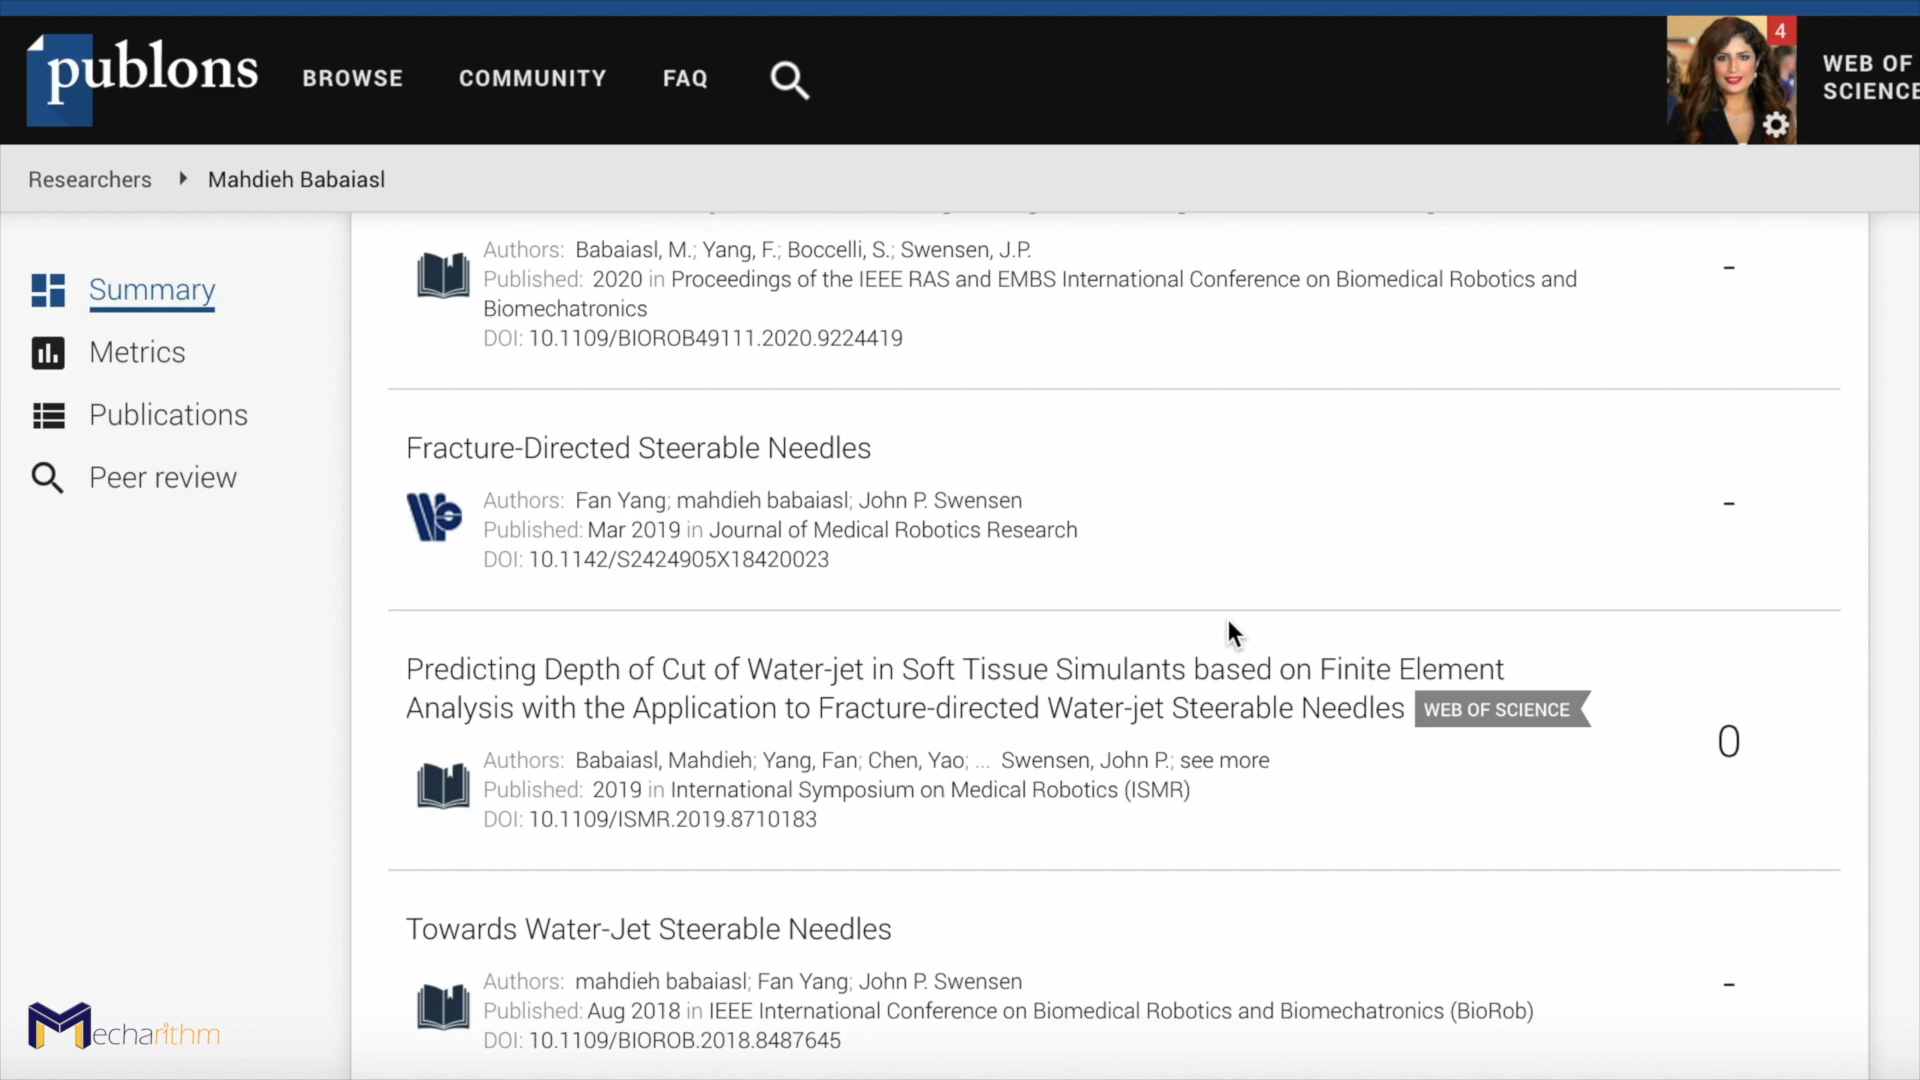 publons
BROWSE
COMMUNITY
FAQ
4
WEB OF
SCIENCE
Researchers
Mahdieh Babaiasl
Summary
Metrics
Publications
Peer review
Authors: Babaiasl, M.; Yang, F.; Boccelli, S.; Swensen, J.P.
Published: 2020 in Proceedings of the IEEE RAS and EMBS International Conference on Biomedical Robotics and
Biomechatronics
DOI: 10.1109/BIOROB49111.2020.9224419
-
Fracture-Directed Steerable Needles
Authors: Fan Yang; mahdieh babaiasl; John P. Swensen
Published: Mar 2019 in Journal of Medical Robotics Research
DOI: 10.1142/S2424905X18420023
-
Predicting Depth of Cut of Water-jet in Soft Tissue Simulants based on Finite Element
Analysis with the Application to Fracture-directed Water-jet Steerable Needles WEB OF SCIENCE
Authors: Babaiasl, Mahdieh; Yang, Fan; Chen, Yao; ... Swensen, John P.; see more
Published: 2019 in International Symposium on Medical Robotics (ISMR)
DOI: 10.1109/ISMR.2019.8710183
0
Towards Water-Jet Steerable Needles
Authors: mahdieh babaiasl; Fan Yang; John P. Swensen
Published: Aug 2018 in IEEE International Conference on Biomedical Robotics and Biomechatronics (BioRob)
DOI: 10.1109/BIOROB.2018.8487645
-
Mecharithm